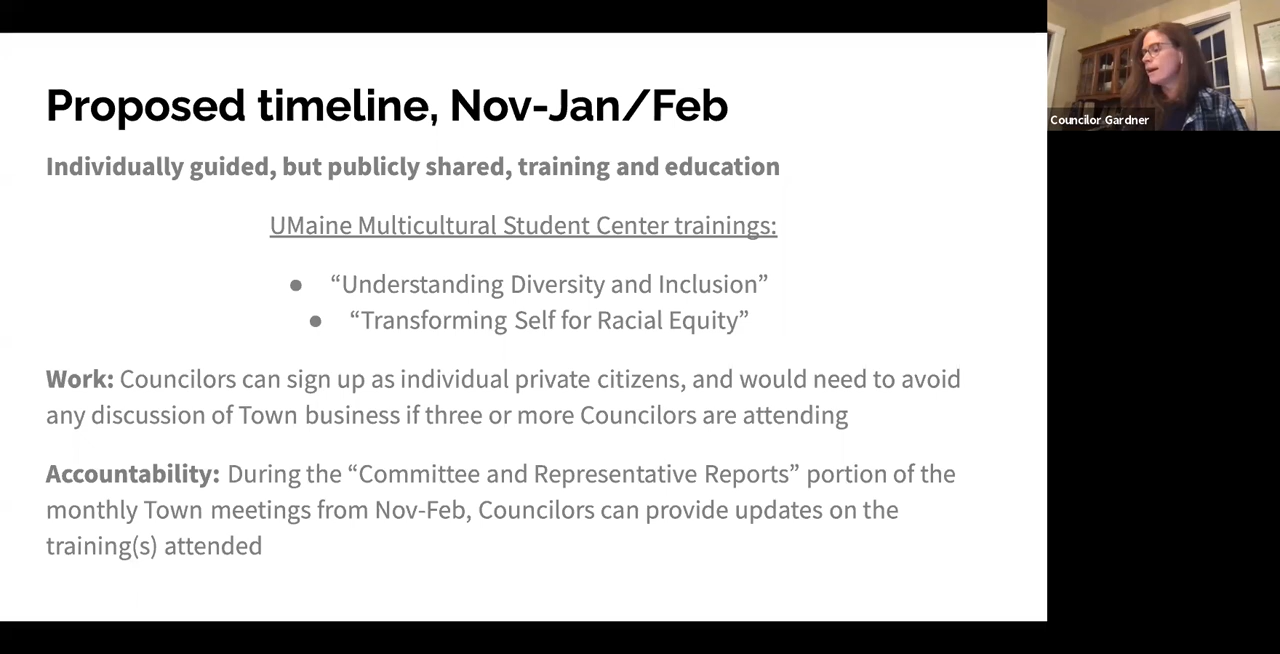 Proposed timeline, Nov-Jan/Feb
Individually guided, but publicly shared, training and education
UMaine Multicultural Student Center trainings:
● “Understanding Diversity and Inclusion”
● “Transforming Self for Racial Equity”
Work: Councilors can sign up as individual private citizens, and would need to avoid
any discussion of Town business if three or more Councilors are attending
Accountability: During the “Committee and Representative Reports” portion of the
monthly Town meetings from Nov-Feb, Councilors can provide updates on the
training(s) attended
Councilor Gardner